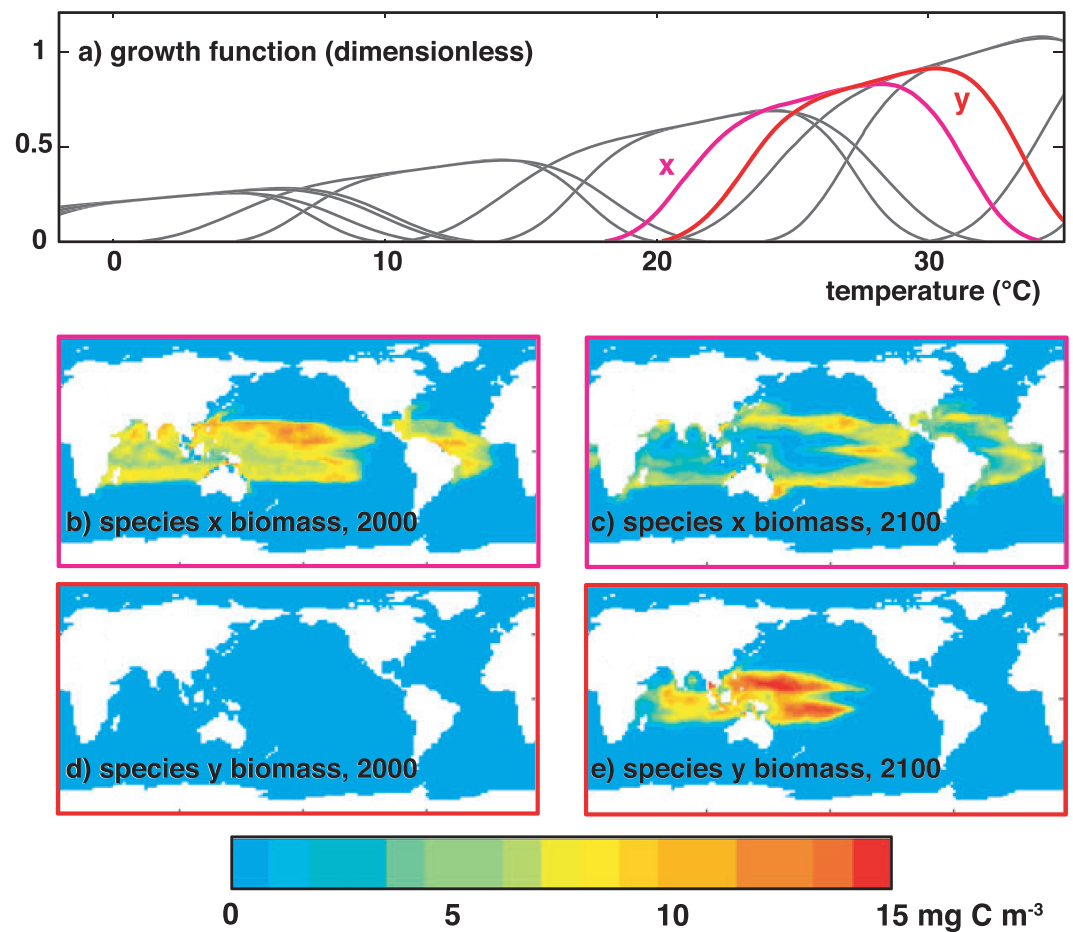 a) growth function (dimensionless)
1
0.5
0
x
y
0 10 20 30
temperature (°C)
b) species x biomass, 2000
c) species x biomass, 2100
d) species y biomass, 2000
e) species y biomass, 2100
0 5 10 15 mg C m⁻³